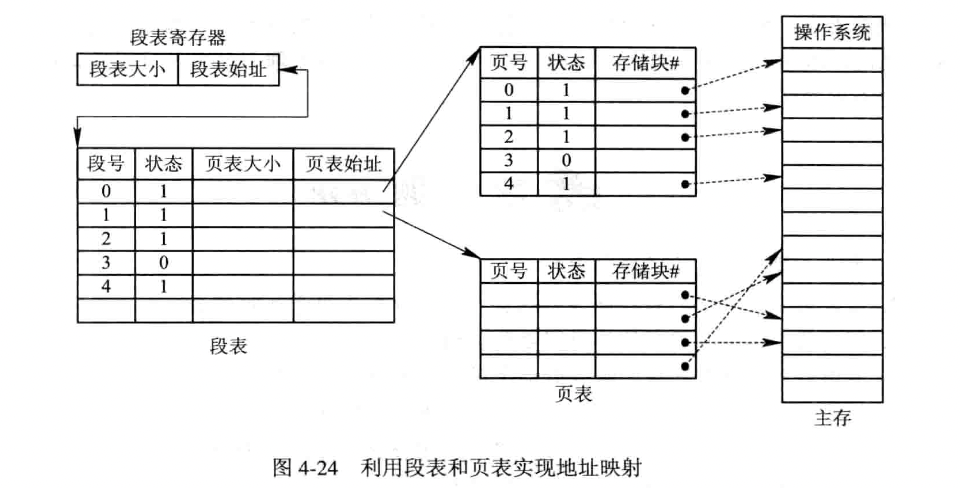 段表寄存器
段表大小 段表始址
段号 状态 页表大小 页表始址
0 1
1 1
2 1
3 0
4 1
段表
页号 状态 存储块#
0 1
1 1
2 1
3 0
4 1
页号 状态 存储块#
页表
操作系统
主存
图 4-24 利用段表和页表实现地址映射